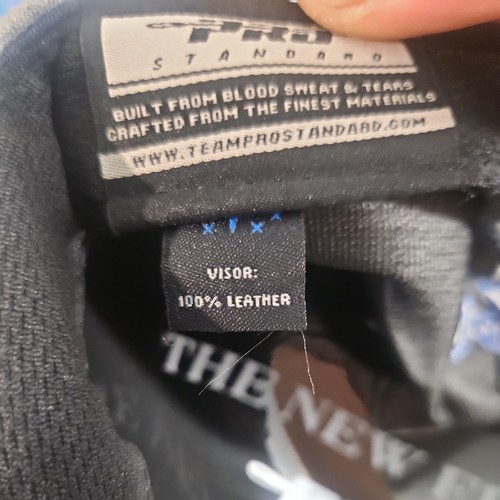 PRO
STANDARD
BUILT FROM BLOOD SWEAT & TEARS
CRAFTED FROM THE FINEST MATERIALS
WWW.TEAMPROSTANDARD.COM
VISOR:
100% LEATHER
THE NEW